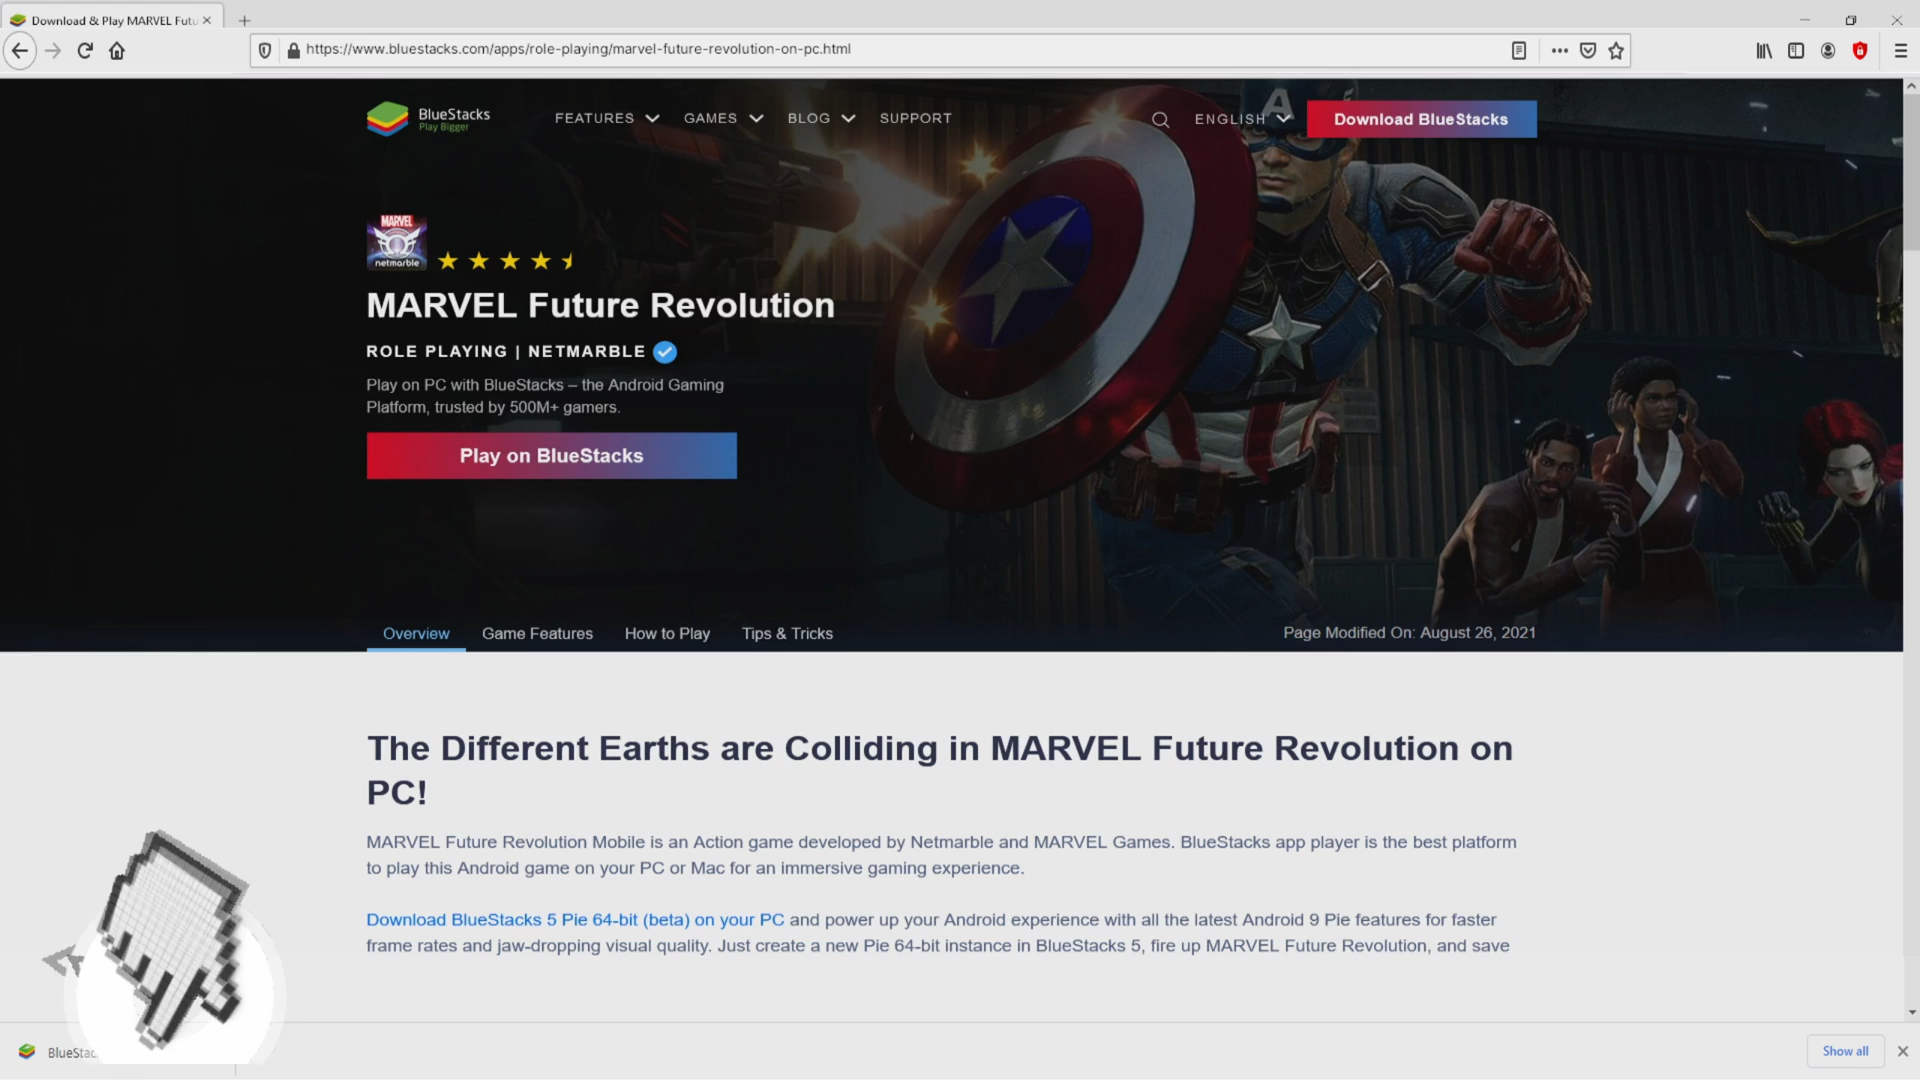 Download & Play MARVEL Futu
https://www.bluestacks.com/apps/role-playing/marvel-future-revolution-on-pc.html
BlueStacks
Play Bigger
FEATURES
GAMES
BLOG
SUPPORT
ENGLISH
Download BlueStacks
MARVEL
netmarble
MARVEL Future Revolution
ROLE PLAYING | NETMARBLE
Play on PC with BlueStacks – the Android Gaming
Platform, trusted by 500M+ gamers.
Play on BlueStacks
Overview
Game Features
How to Play
Tips & Tricks
Page Modified On: August 26, 2021
The Different Earths are Colliding in MARVEL Future Revolution on
PC!
MARVEL Future Revolution Mobile is an Action game developed by Netmarble and MARVEL Games. BlueStacks app player is the best platform
to play this Android game on your PC or Mac for an immersive gaming experience.
Download BlueStacks 5 Pie 64-bit (beta) on your PC and power up your Android experience with all the latest Android 9 Pie features for faster
frame rates and jaw-dropping visual quality. Just create a new Pie 64-bit instance in BlueStacks 5, fire up MARVEL Future Revolution, and save
BlueStac
Show all